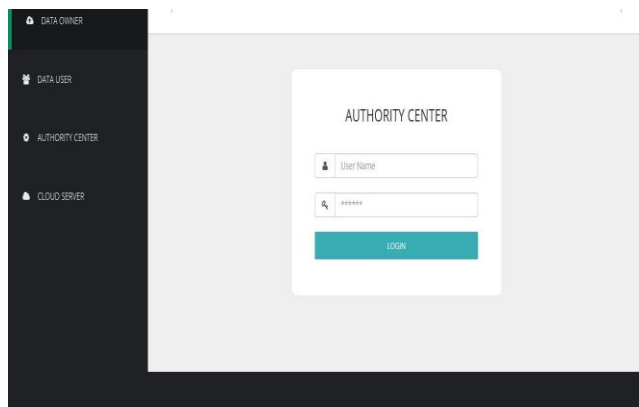 DATA OWNER
DATA USER
AUTHORITY CENTER
CLOUD SERVER
AUTHORITY CENTER
User Name
******
LOGIN